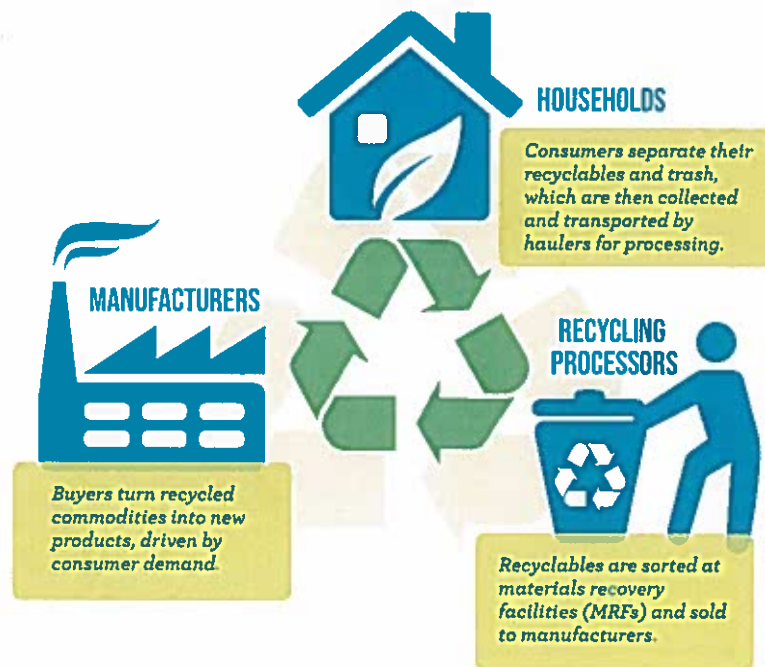 HOUSEHOLDS
Consumers separate their
recyclables and trash,
which are then collected
and transported by
haulers for processing.
MANUFACTURERS
Buyers turn recycled
commodities into new
products, driven by
consumer demand.
RECYCLING
PROCESSORS
Recyclables are sorted at
materials recovery
facilities (MRFs) and sold
to manufacturers.